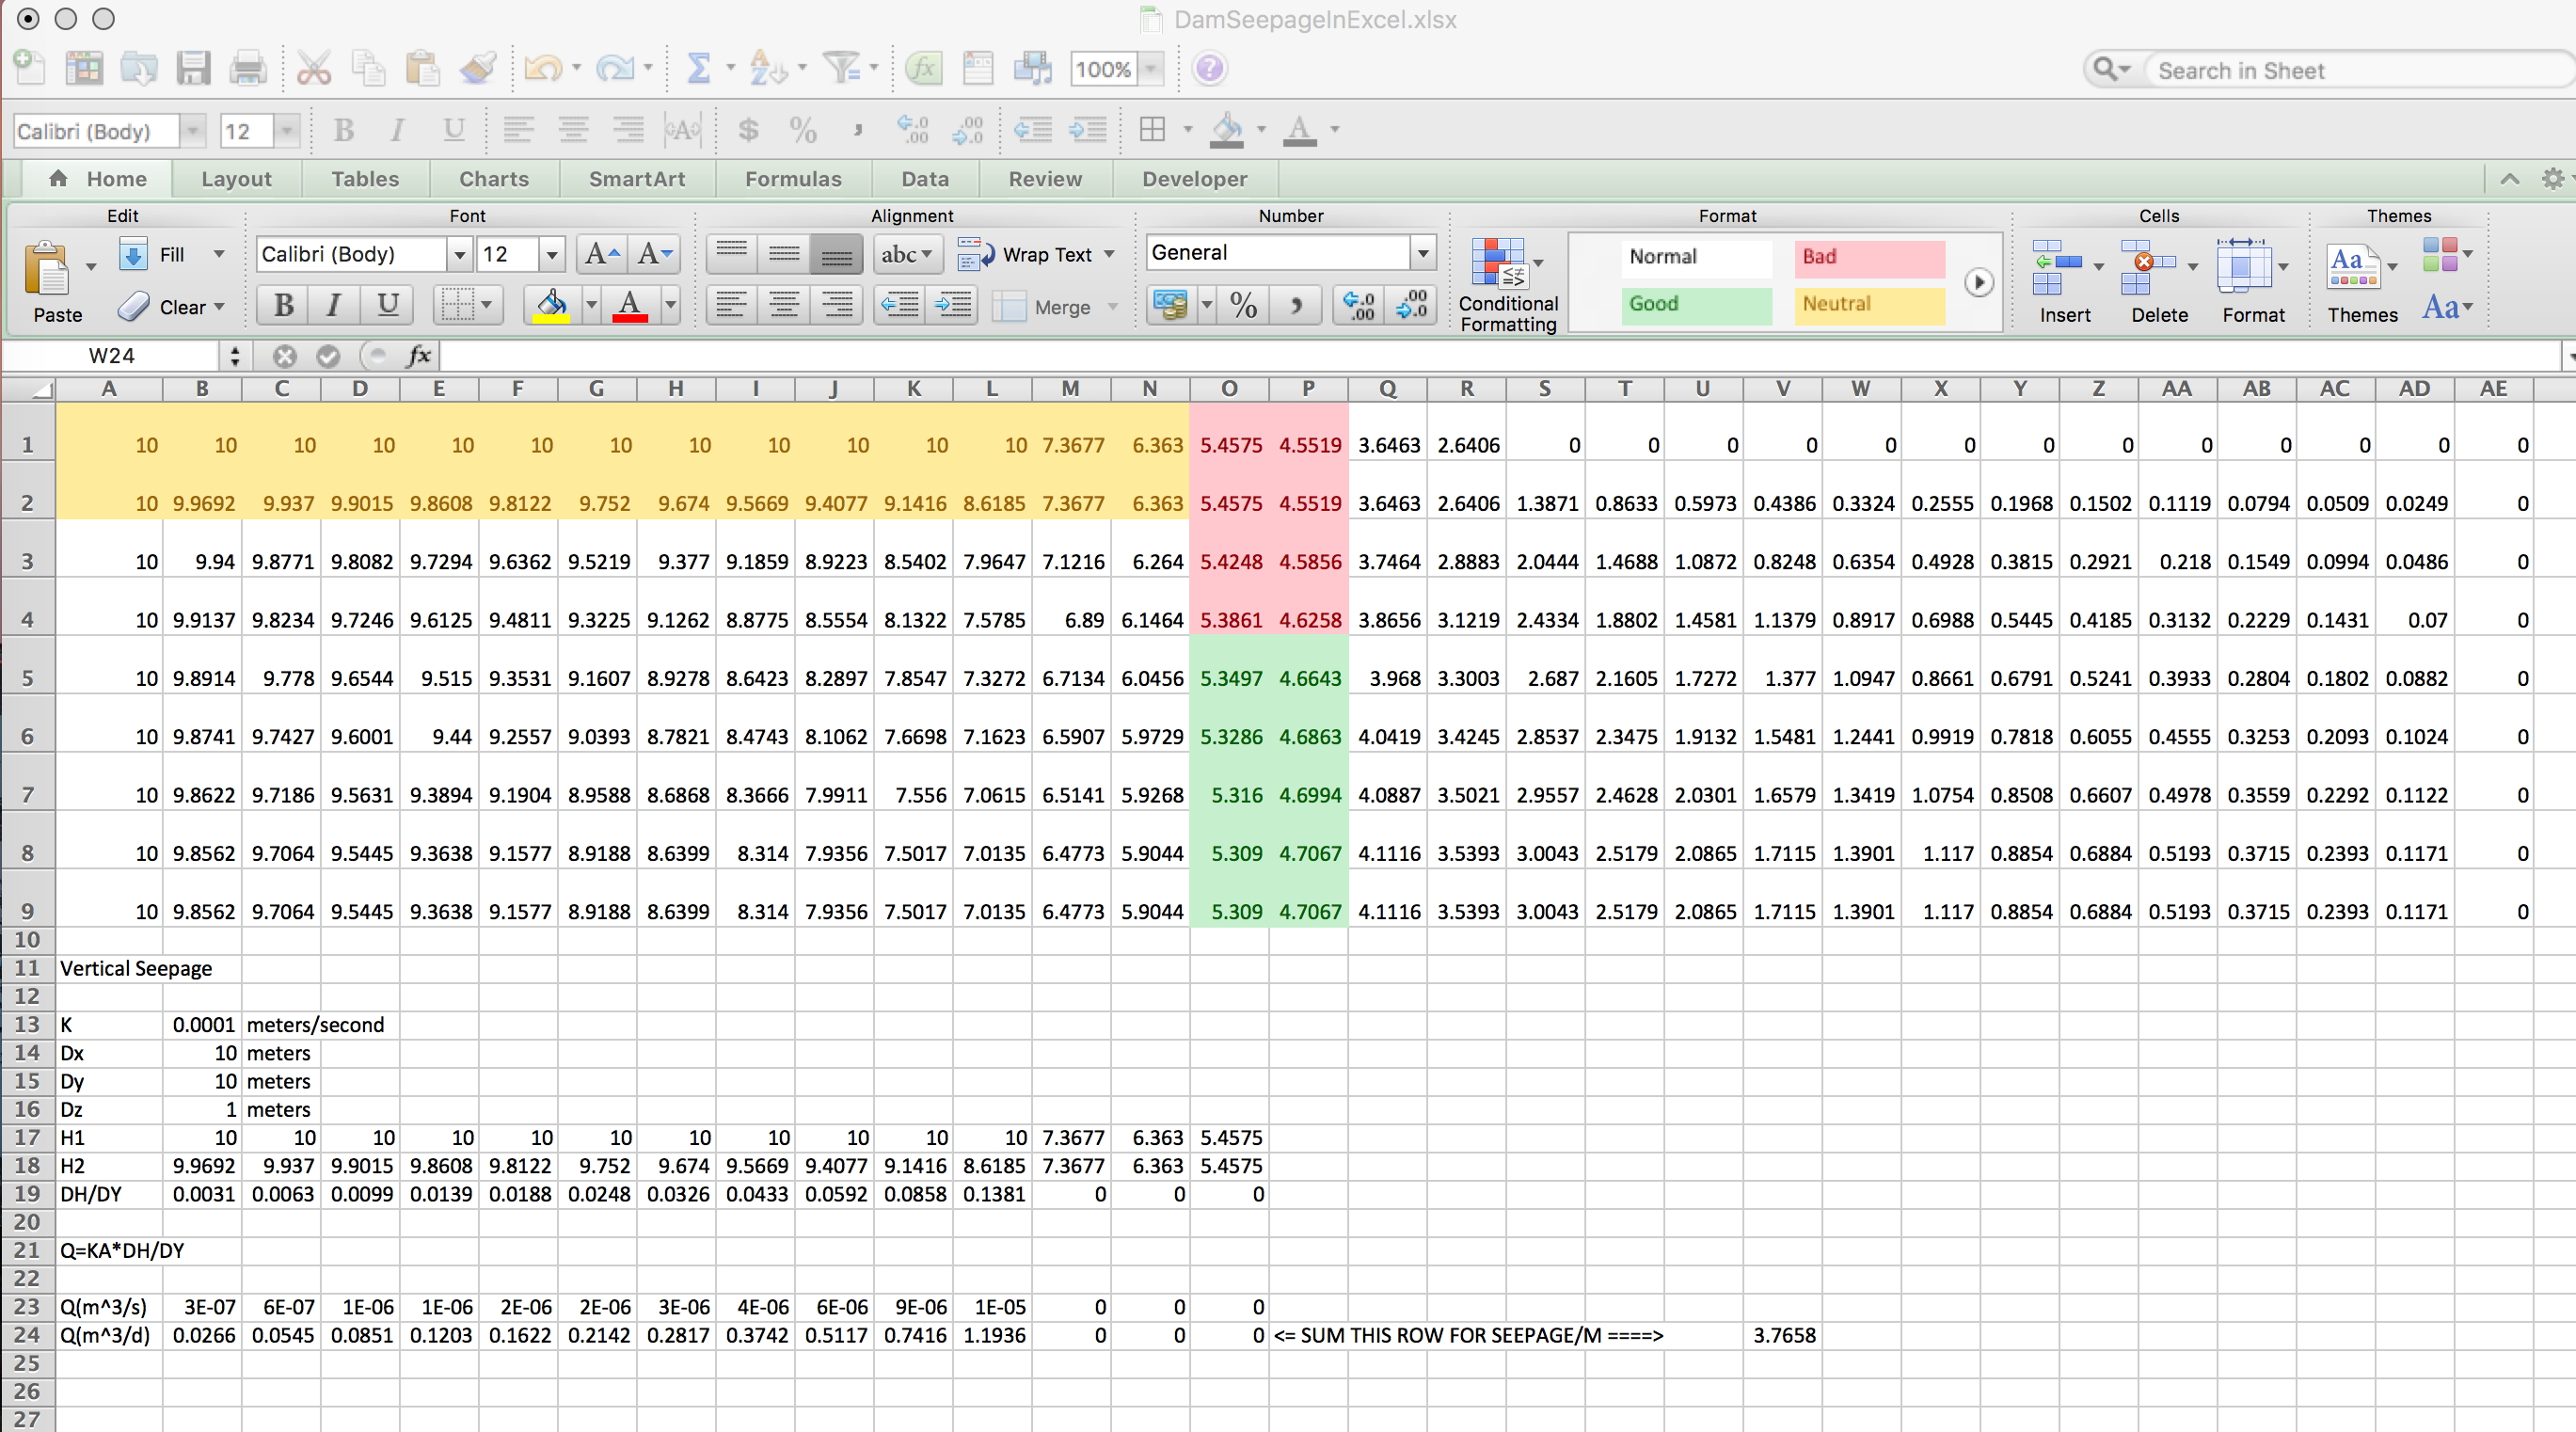 DamSeepageInExcel.xlsx
100% Search in Sheet
Calibri (Body) 12 B I U A $ % , .0 .00 .00 .0 A
Home Layout Tables Charts SmartArt Formulas Data Review Developer
Edit Font Alignment Number Format Cells Themes
Fill Calibri (Body) 12 A A abc Wrap Text General Normal Bad
Paste Clear B I U A Merge % , .0 .00 .00 .0 Conditional Formatting Good Neutral Insert Delete Format Aa Themes Aa
W24 fx
A B C D E F G H I J K L M N O P Q R S T U V W X Y Z AA AB AC AD AE
1 10 10 10 10 10 10 10 10 10 10 10 10 7.3677 6.363 5.4575 4.5519 3.6463 2.6406 0 0 0 0 0 0 0 0 0 0 0 0 0
2 10 9.9692 9.937 9.9015 9.8608 9.8122 9.752 9.674 9.5669 9.4077 9.1416 8.6185 7.3677 6.363 5.4575 4.5519 3.6463 2.6406 1.3871 0.8633 0.5973 0.4386 0.3324 0.2555 0.1968 0.1502 0.1119 0.0794 0.0509 0.0249 0
3 10 9.94 9.8771 9.8082 9.7294 9.6362 9.5219 9.377 9.1859 8.9223 8.5402 7.9647 7.1216 6.264 5.4248 4.5856 3.7464 2.8883 2.0444 1.4688 1.0872 0.8248 0.6354 0.4928 0.3815 0.2921 0.218 0.1549 0.0994 0.0486 0
4 10 9.9137 9.8234 9.7246 9.6125 9.4811 9.3225 9.1262 8.8775 8.5554 8.1322 7.5785 6.89 6.1464 5.3861 4.6258 3.8656 3.1219 2.4334 1.8802 1.4581 1.1379 0.8917 0.6988 0.5445 0.4185 0.3132 0.2229 0.1431 0.07 0
5 10 9.8914 9.778 9.6544 9.515 9.3531 9.1607 8.9278 8.6423 8.2897 7.8547 7.3272 6.7134 6.0456 5.3497 4.6643 3.968 3.3003 2.687 2.1605 1.7272 1.377 1.0947 0.8661 0.6791 0.5241 0.3933 0.2804 0.1802 0.0882 0
6 10 9.8741 9.7427 9.6001 9.44 9.2557 9.0393 8.7821 8.4743 8.1062 7.6698 7.1623 6.5907 5.9729 5.3286 4.6863 4.0419 3.4245 2.8537 2.3475 1.9132 1.5481 1.2441 0.9919 0.7818 0.6055 0.4555 0.3253 0.2093 0.1024 0
7 10 9.8622 9.7186 9.5631 9.3894 9.1904 8.9588 8.6868 8.3666 7.9911 7.556 7.0615 6.5141 5.9268 5.316 4.6994 4.0887 3.5021 2.9557 2.4628 2.0301 1.6579 1.3419 1.0754 0.8508 0.6607 0.4978 0.3559 0.2292 0.1122 0
8 10 9.8562 9.7064 9.5445 9.3638 9.1577 8.9188 8.6399 8.314 7.9356 7.5017 7.0135 6.4773 5.9044 5.309 4.7067 4.1116 3.5393 3.0043 2.5179 2.0865 1.7115 1.3901 1.117 0.8854 0.6884 0.5193 0.3715 0.2393 0.1171 0
9 10 9.8562 9.7064 9.5445 9.3638 9.1577 8.9188 8.6399 8.314 7.9356 7.5017 7.0135 6.4773 5.9044 5.309 4.7067 4.1116 3.5393 3.0043 2.5179 2.0865 1.7115 1.3901 1.117 0.8854 0.6884 0.5193 0.3715 0.2393 0.1171 0
10
11 Vertical Seepage
12
13 K 0.0001 meters/second
14 Dx 10 meters
15 Dy 10 meters
16 Dz 1 meters
17 H1 10 10 10 10 10 10 10 10 10 10 10 7.3677 6.363 5.4575
18 H2 9.9692 9.937 9.9015 9.8608 9.8122 9.752 9.674 9.5669 9.4077 9.1416 8.6185 7.3677 6.363 5.4575
19 DH/DY 0.0031 0.0063 0.0099 0.0139 0.0188 0.0248 0.0326 0.0433 0.0592 0.0858 0.1381 0 0 0
20
21 Q=KA*DH/DY
22
23 Q(m^3/s) 3E-07 6E-07 1E-06 1E-06 2E-06 2E-06 3E-06 4E-06 6E-06 9E-06 1E-05 0 0 0
24 Q(m^3/d) 0.0266 0.0545 0.0851 0.1203 0.1622 0.2142 0.2817 0.3742 0.5117 0.7416 1.1936 0 0 0 <= SUM THIS ROW FOR SEEPAGE/M ====> 3.7658
25
26
27